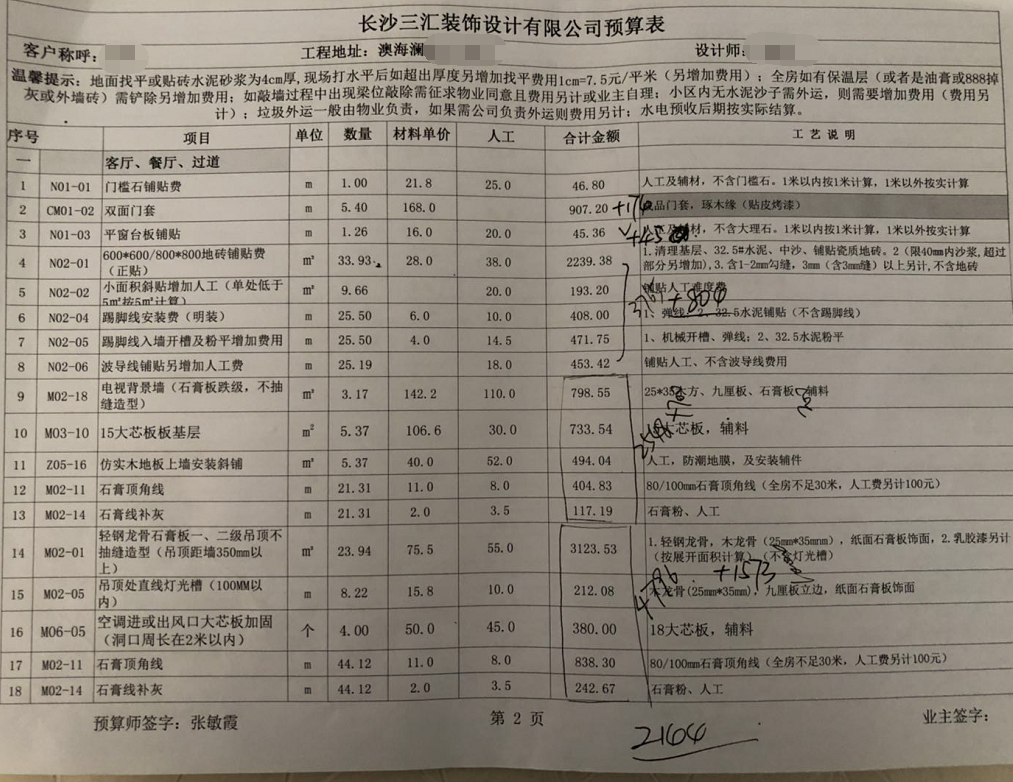 长沙三汇装饰设计有限公司预算表
客户称呼： 工程地址：澳海澜 设计师：
温馨提示：地面找平或贴砖水泥砂浆为4cm厚,现场打水平后如超出厚度另增加找平费用1cm=7.5元/平米（另增加费用）；全房如有保温层（或者是油膏或888掉
灰或外墙砖）需铲除另增加费用；如敲墙过程中出现梁位敲除需征求物业同意且费用另计或业主自理；小区内无水泥沙子需外运，则需要增加费用（费用另
计）；垃圾外运一般由物业负责，如果需公司负责外运则费用另计；水电预收后期按实际结算。
序号 项目 单位 数量 材料单价 人工 合计金额 工艺说明
一 客厅、餐厅、过道
1 N01-01 门槛石铺贴费 m 1.00 21.8 25.0 46.80 人工及辅材，不含门槛石。1米以内按1米计算，1米以外按实计算
2 CM01-02 双面门套 m 5.40 168.0 907.20 品门套，琢木缘（贴皮烤漆）
3 N01-03 平窗台板铺贴 m 1.26 16.0 20.0 45.36 材，不含大理石。1米以内按1米计算，1米以外按实计算
4 N02-01 600*600/800*800地砖铺贴费（正贴） m² 33.93 28.0 38.0 2239.38 1.清理基层、32.5#水泥、中沙、铺贴瓷质地砖。2（限40mm内沙浆,超过部分另增加),3.含1-2mm勾缝，3mm（含3mm缝）以上另计,不含地砖
5 N02-02 小面积斜贴增加人工（单处低于5㎡按5㎡计算） m² 9.66 20.0 193.20 铺贴人工难度费
6 N02-04 踢脚线安装费（明装） m 25.50 6.0 10.0 408.00 1、弹线；2、32.5水泥铺贴（不含踢脚线）
7 N02-05 踢脚线入墙开槽及粉平增加费用 m 25.50 4.0 14.5 471.75 1、机械开槽、弹线；2、32.5水泥粉平
8 N02-06 波导线铺贴另增加人工费 m 25.19 18.0 453.42 铺贴人工、不含波导线费用
9 M02-18 电视背景墙（石膏板跌级，不抽缝造型） m² 3.17 142.2 110.0 798.55 25*35木方、九厘板、石膏板、辅料
10 M03-10 15大芯板板基层 m² 5.37 106.6 30.0 733.54 大芯板，辅料
11 Z05-16 仿实木地板上墙安装斜铺 m² 5.37 40.0 52.0 494.04 人工，防潮地膜，及安装辅件
12 M02-11 石膏顶角线 m 21.31 11.0 8.0 404.83 80/100mm石膏顶角线（全房不足30米，人工费另计100元）
13 M02-14 石膏线补灰 m 21.31 2.0 3.5 117.19 石膏粉、人工
14 M02-01 轻钢龙骨石膏板一、二级吊顶不抽缝造型（吊顶距墙350mm以上） m² 23.94 75.5 55.0 3123.53 1.轻钢龙骨，木龙骨（25mm*35mm），纸面石膏板饰面，2.乳胶漆另计（按展开面积计算）（不含灯光槽）
15 M02-05 吊顶处直线灯光槽（100MM以内） m 8.22 15.8 10.0 212.08 木龙骨(25mm*35mm)，九厘板立边，纸面石膏板饰面
16 M06-05 空调进或出风口大芯板加固（洞口周长在2米以内） 个 4.00 50.0 45.0 380.00 18大芯板，辅料
17 M02-11 石膏顶角线 m 44.12 11.0 8.0 838.30 80/100mm石膏顶角线（全房不足30米，人工费另计100元）
18 M02-14 石膏线补灰 m 44.12 2.0 3.5 242.67 石膏粉、人工
+1573
4796
预算师签字：张敏霞 第 2 页 业主签字：
2164